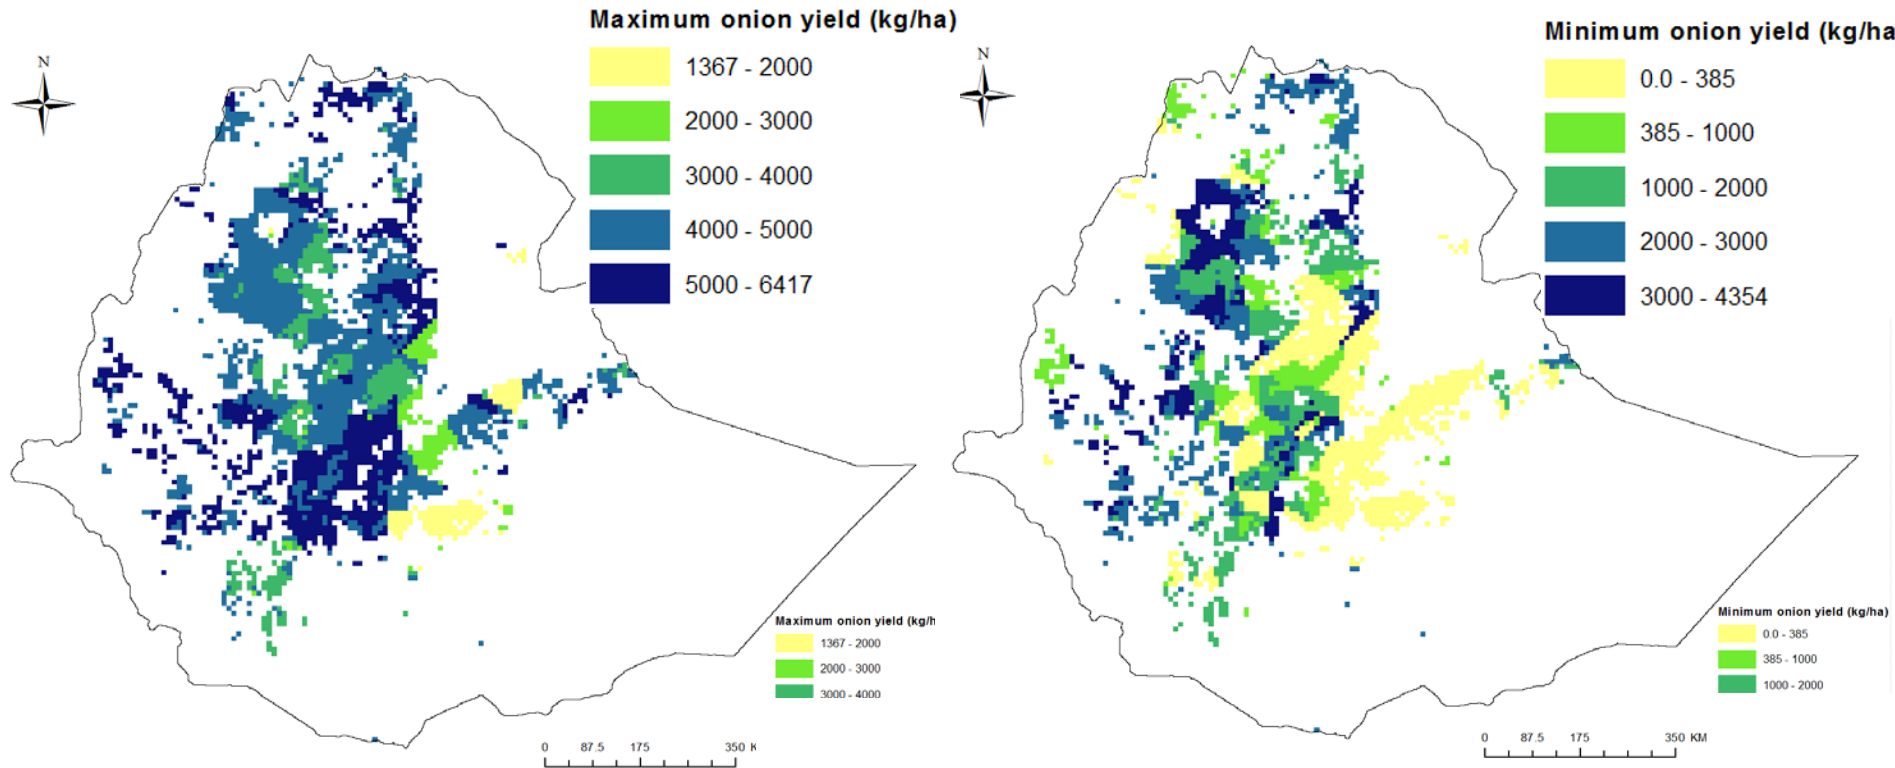 Maximum onion yield (kg/ha)
N
1367 - 2000
2000 - 3000
3000 - 4000
4000 - 5000
5000 - 6417
Maximum onion yield (kg/h
1367 - 2000
2000 - 3000
3000 - 4000
0 87.5 175 350 K
Minimum onion yield (kg/ha
N
0.0 - 385
385 - 1000
1000 - 2000
2000 - 3000
3000 - 4354
Minimum onion yield (kg/ha)
0.0 - 385
385 - 1000
1000 - 2000
0 87.5 175 350 KM